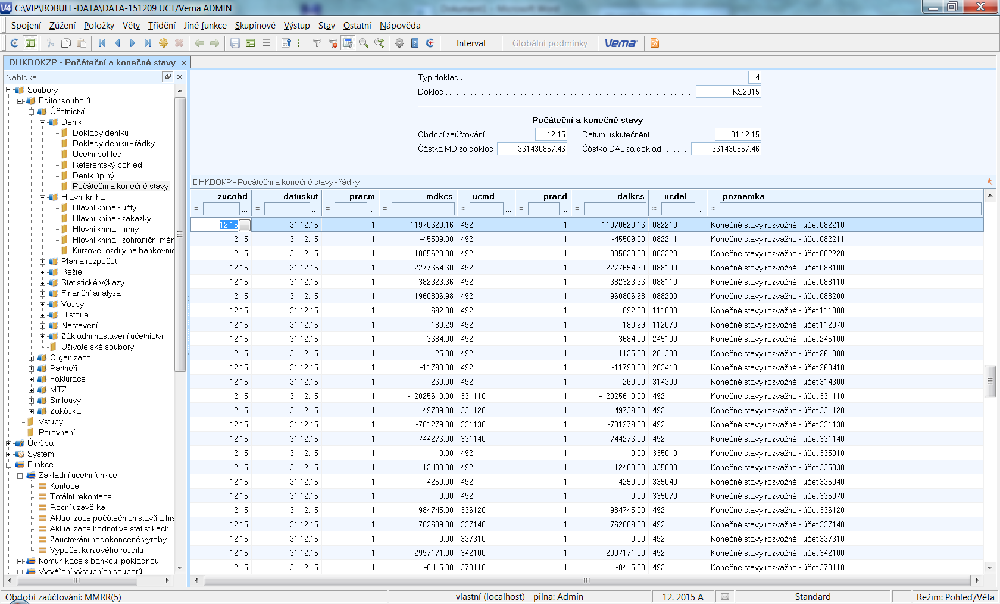 C:\VIP\BOBULE-DATA\DATA-151209 UCT/Vema ADMIN
Spojení Zúžení Položky Věty Třídění Jiné funkce Skupinové Výstup Stav Ostatní Nápověda
Interval Globální podmínky Vema
DHKDOKZP - Počáteční a konečné stavy
Nabídka
Soubory
Editor souborů
Účetnictví
Deník
Doklady deníku
Doklady deníku - řádky
Účetní pohled
Referentský pohled
Deník úplný
Počáteční a konečné stavy
Hlavní kniha
Hlavní kniha - účty
Hlavní kniha - zakázky
Hlavní kniha - firmy
Hlavní kniha - zahraniční měr
Kurzové rozdíly na bankovníc
Plán a rozpočet
Režie
Statistické výkazy
Finanční analýza
Vazby
Historie
Nastavení
Základní nastavení účetnictví
Uživatelské soubory
Organizace
Partneři
Fakturace
MTZ
Smlouvy
Zakázka
Vstupy
Porovnání
Údržba
Systém
Funkce
Základní účetní funkce
Kontace
Totální rekontace
Roční uzávěrka
Aktualizace počátečních stavů a his
Aktualizace hodnot ve statistikách
Zaúčtování nedokončené výroby
Výpočet kurzového rozdílu
Komunikace s bankou, pokladnou
Vytváření výstupních souborů
Typ dokladu 4
Doklad KS2015
Počáteční a konečné stavy
Období zaúčtování 12.15 Datum uskutečnění 31.12.15
Částka MD za doklad 361430857.46 Částka DAL za doklad 361430857.46
DHKDOKP - Počáteční a konečné stavy - řádky
zucobd datuskut pracm mdkcs ucmd pracd dalkcs ucdal poznamka
= ... = ... = ... = ≈ ... = ... = ≈ ... ≈
12.15 ... 31.12.15 1 -11970620.16 492 1 -11970620.16 082210 Konečné stavy rozvažné - účet 082210
12.15 31.12.15 1 -45509.00 492 1 -45509.00 082211 Konečné stavy rozvažné - účet 082211
12.15 31.12.15 1 1805628.88 492 1 1805628.88 082220 Konečné stavy rozvažné - účet 082220
12.15 31.12.15 1 2277654.60 492 1 2277654.60 088100 Konečné stavy rozvažné - účet 088100
12.15 31.12.15 1 382323.36 492 1 382323.36 088110 Konečné stavy rozvažné - účet 088110
12.15 31.12.15 1 1960806.98 492 1 1960806.98 088200 Konečné stavy rozvažné - účet 088200
12.15 31.12.15 1 692.00 492 1 692.00 111000 Konečné stavy rozvažné - účet 111000
12.15 31.12.15 1 -180.29 492 1 -180.29 112070 Konečné stavy rozvažné - účet 112070
12.15 31.12.15 1 3684.00 492 1 3684.00 245100 Konečné stavy rozvažné - účet 245100
12.15 31.12.15 1 1125.00 492 1 1125.00 261300 Konečné stavy rozvažné - účet 261300
12.15 31.12.15 1 -11790.00 492 1 -11790.00 263410 Konečné stavy rozvažné - účet 263410
12.15 31.12.15 1 260.00 492 1 260.00 314300 Konečné stavy rozvažné - účet 314300
12.15 31.12.15 1 -12025610.00 331110 1 -12025610.00 492 Konečné stavy rozvažné - účet 331110
12.15 31.12.15 1 49739.00 331120 1 49739.00 492 Konečné stavy rozvažné - účet 331120
12.15 31.12.15 1 -781279.00 331130 1 -781279.00 492 Konečné stavy rozvažné - účet 331130
12.15 31.12.15 1 -744276.00 331140 1 -744276.00 492 Konečné stavy rozvažné - účet 331140
12.15 31.12.15 1 0.00 492 1 0.00 335010 Konečné stavy rozvažné - účet 335010
12.15 31.12.15 1 12400.00 492 1 12400.00 335030 Konečné stavy rozvažné - účet 335030
12.15 31.12.15 1 -4250.00 492 1 -4250.00 335040 Konečné stavy rozvažné - účet 335040
12.15 31.12.15 1 0.00 492 1 0.00 335070 Konečné stavy rozvažné - účet 335070
12.15 31.12.15 1 984745.00 336120 1 984745.00 492 Konečné stavy rozvažné - účet 336120
12.15 31.12.15 1 762689.00 337140 1 762689.00 492 Konečné stavy rozvažné - účet 337140
12.15 31.12.15 1 0.00 337310 1 0.00 492 Konečné stavy rozvažné - účet 337310
12.15 31.12.15 1 2997171.00 342100 1 2997171.00 492 Konečné stavy rozvažné - účet 342100
12.15 31.12.15 1 -8415.00 378110 1 -8415.00 492 Konečné stavy rozvažné - účet 378110
Období zaúčtování: MMRR(5) vlastní (localhost) - pilna: Admin 12. 2015 A Standard Režim: Pohleď/Věta